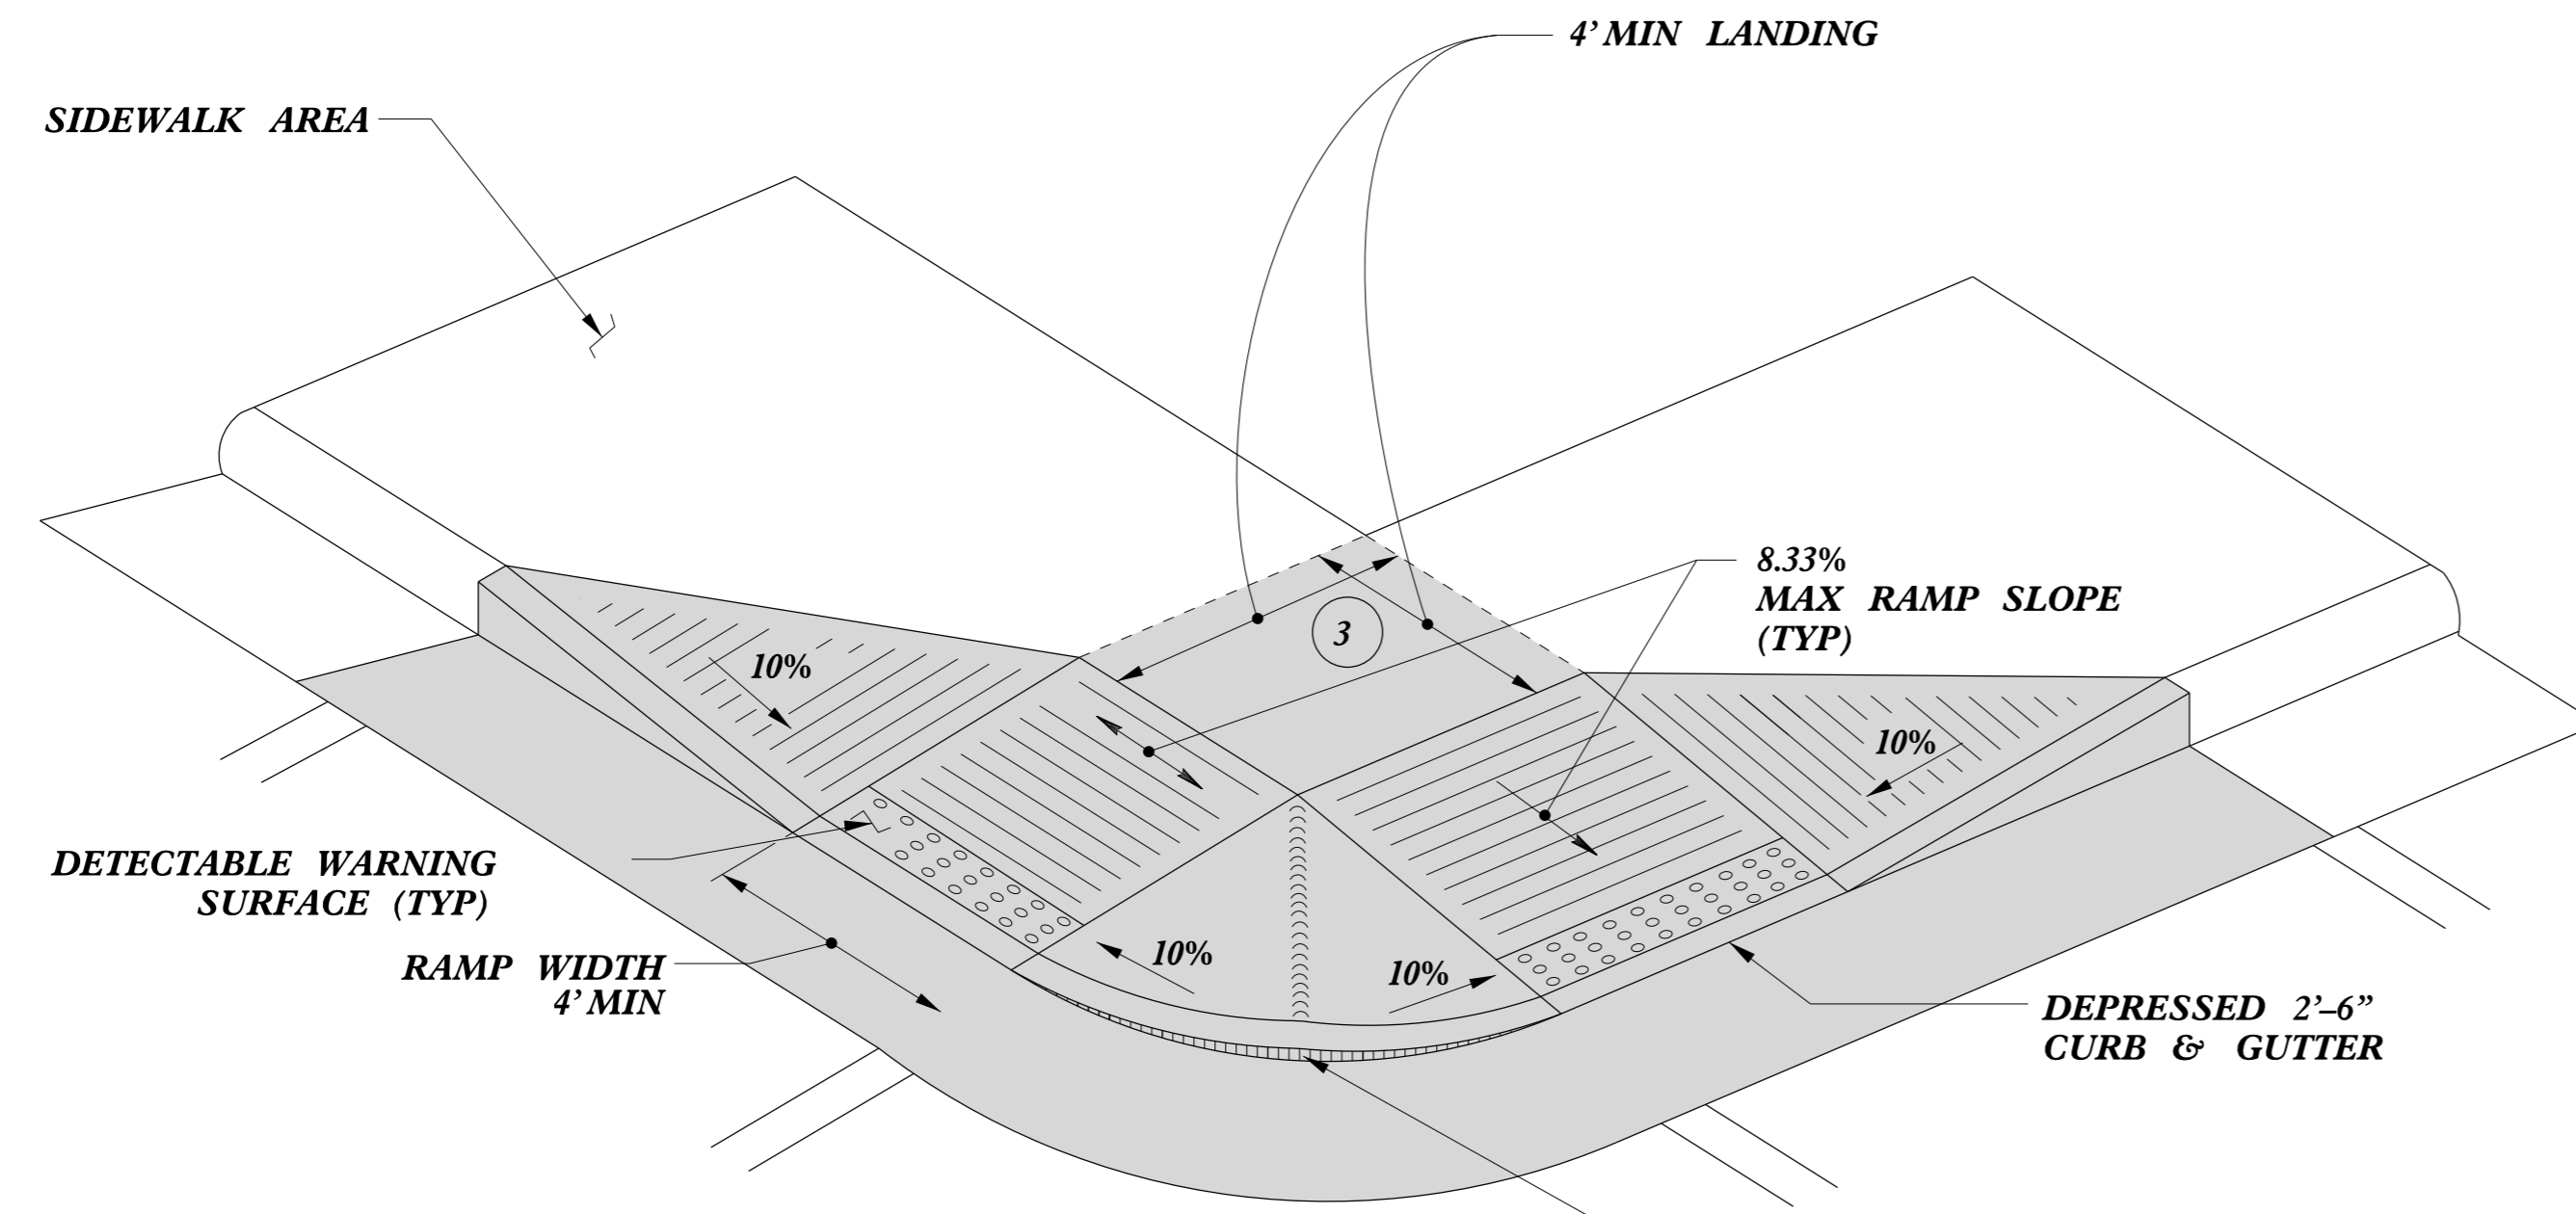 4' MIN LANDING
SIDEWALK AREA
8.33%
MAX RAMP SLOPE
(TYP)
3
10%
10%
DETECTABLE WARNING
SURFACE (TYP)
RAMP WIDTH
4' MIN
10%
10%
DEPRESSED 2'–6”
CURB & GUTTER